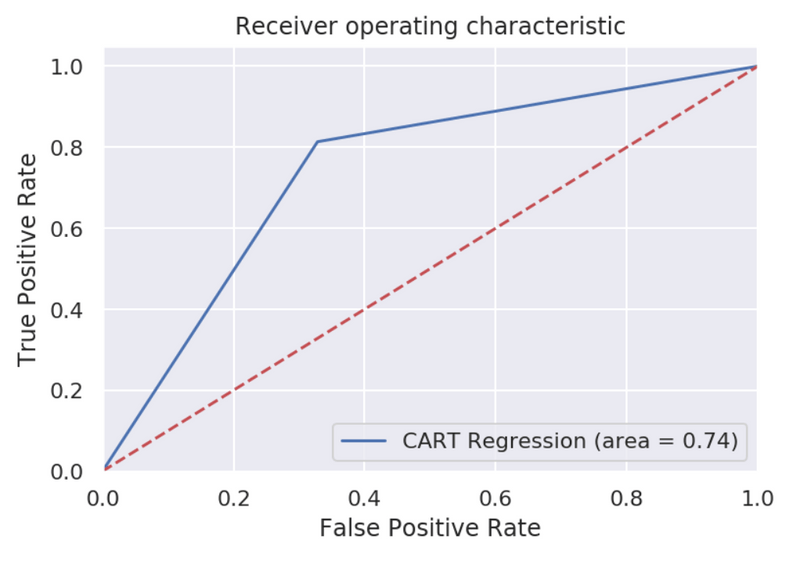 Receiver operating characteristic
True Positive Rate
1.0
0.8
0.6
0.4
0.2
0.0
CART Regression (area = 0.74)
0.0 0.2 0.4 0.6 0.8 1.0
False Positive Rate